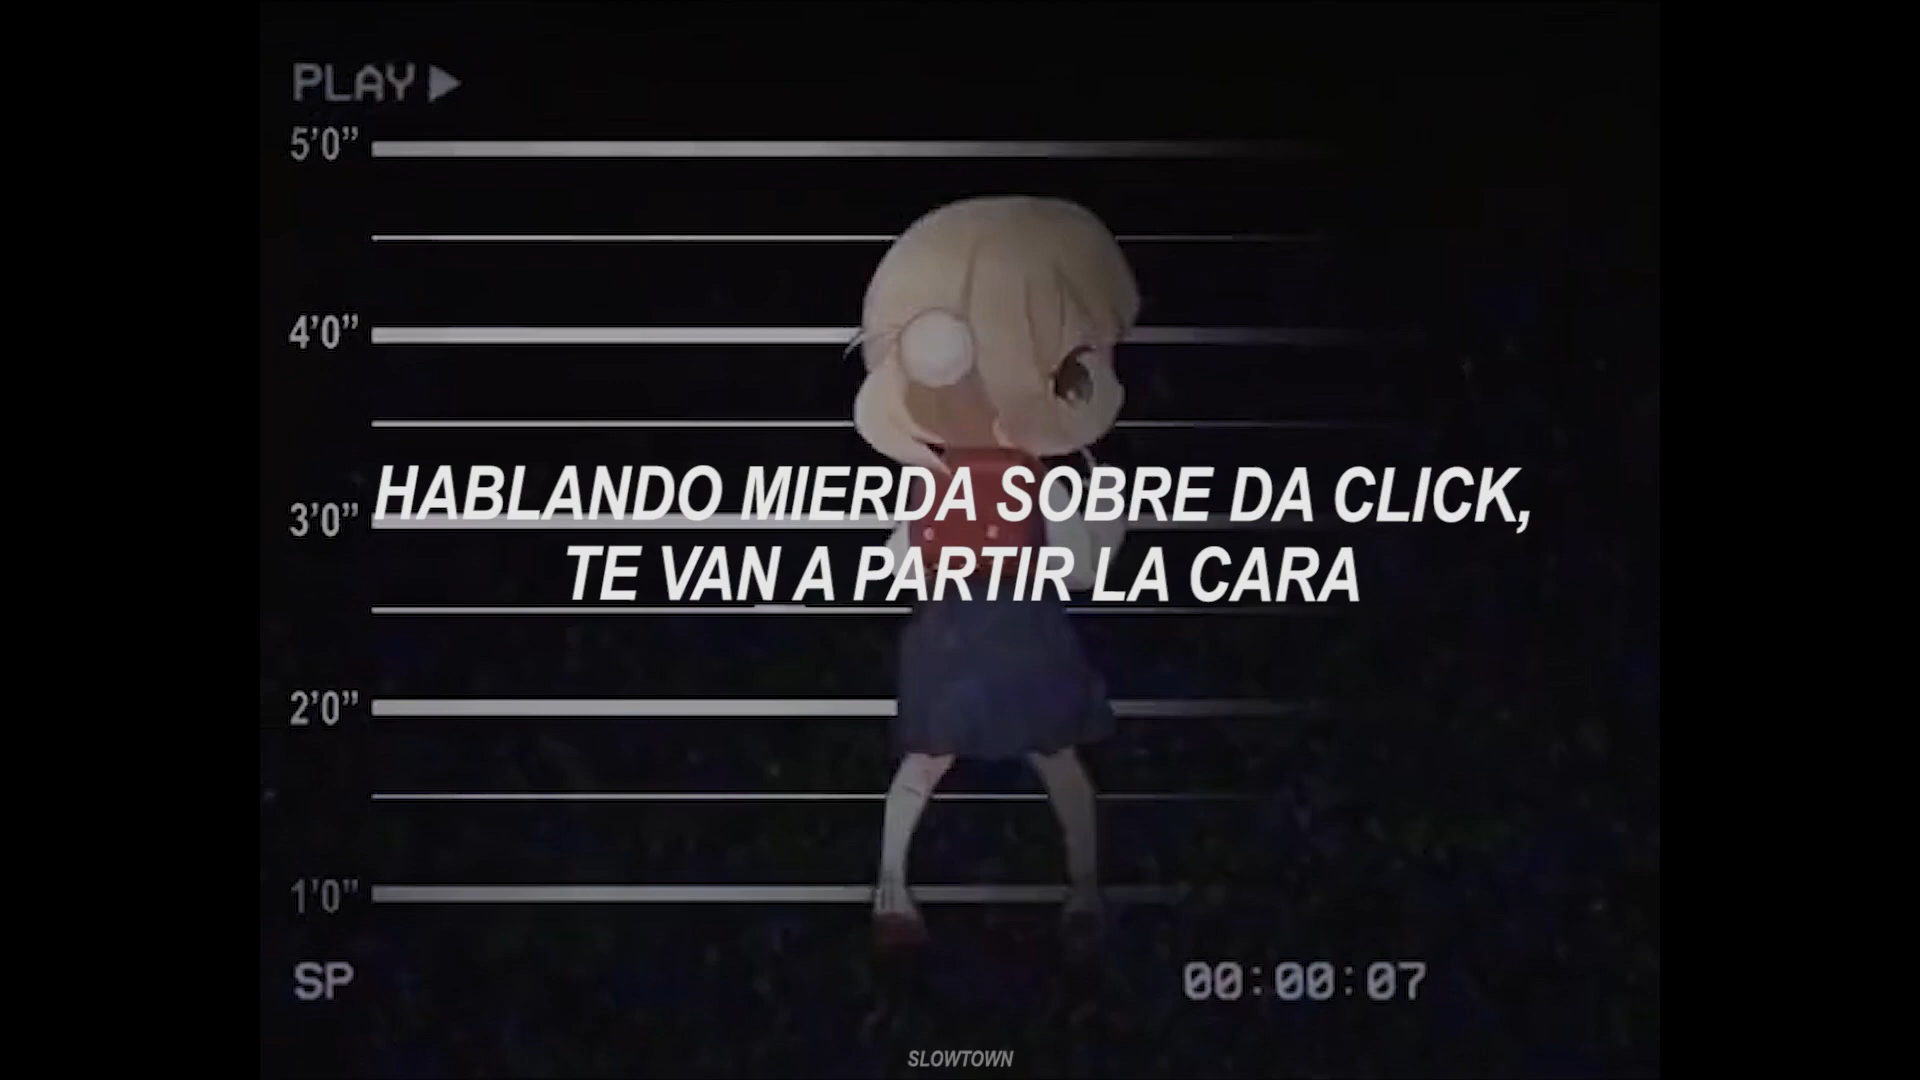 PLAY
5'0”
4'0”
3'0”
HABLANDO MIERDA SOBRE DA CLICK,
TE VAN A PARTIR LA CARA
2'0”
1'0”
SP
00:00:07
SLOWTOWN